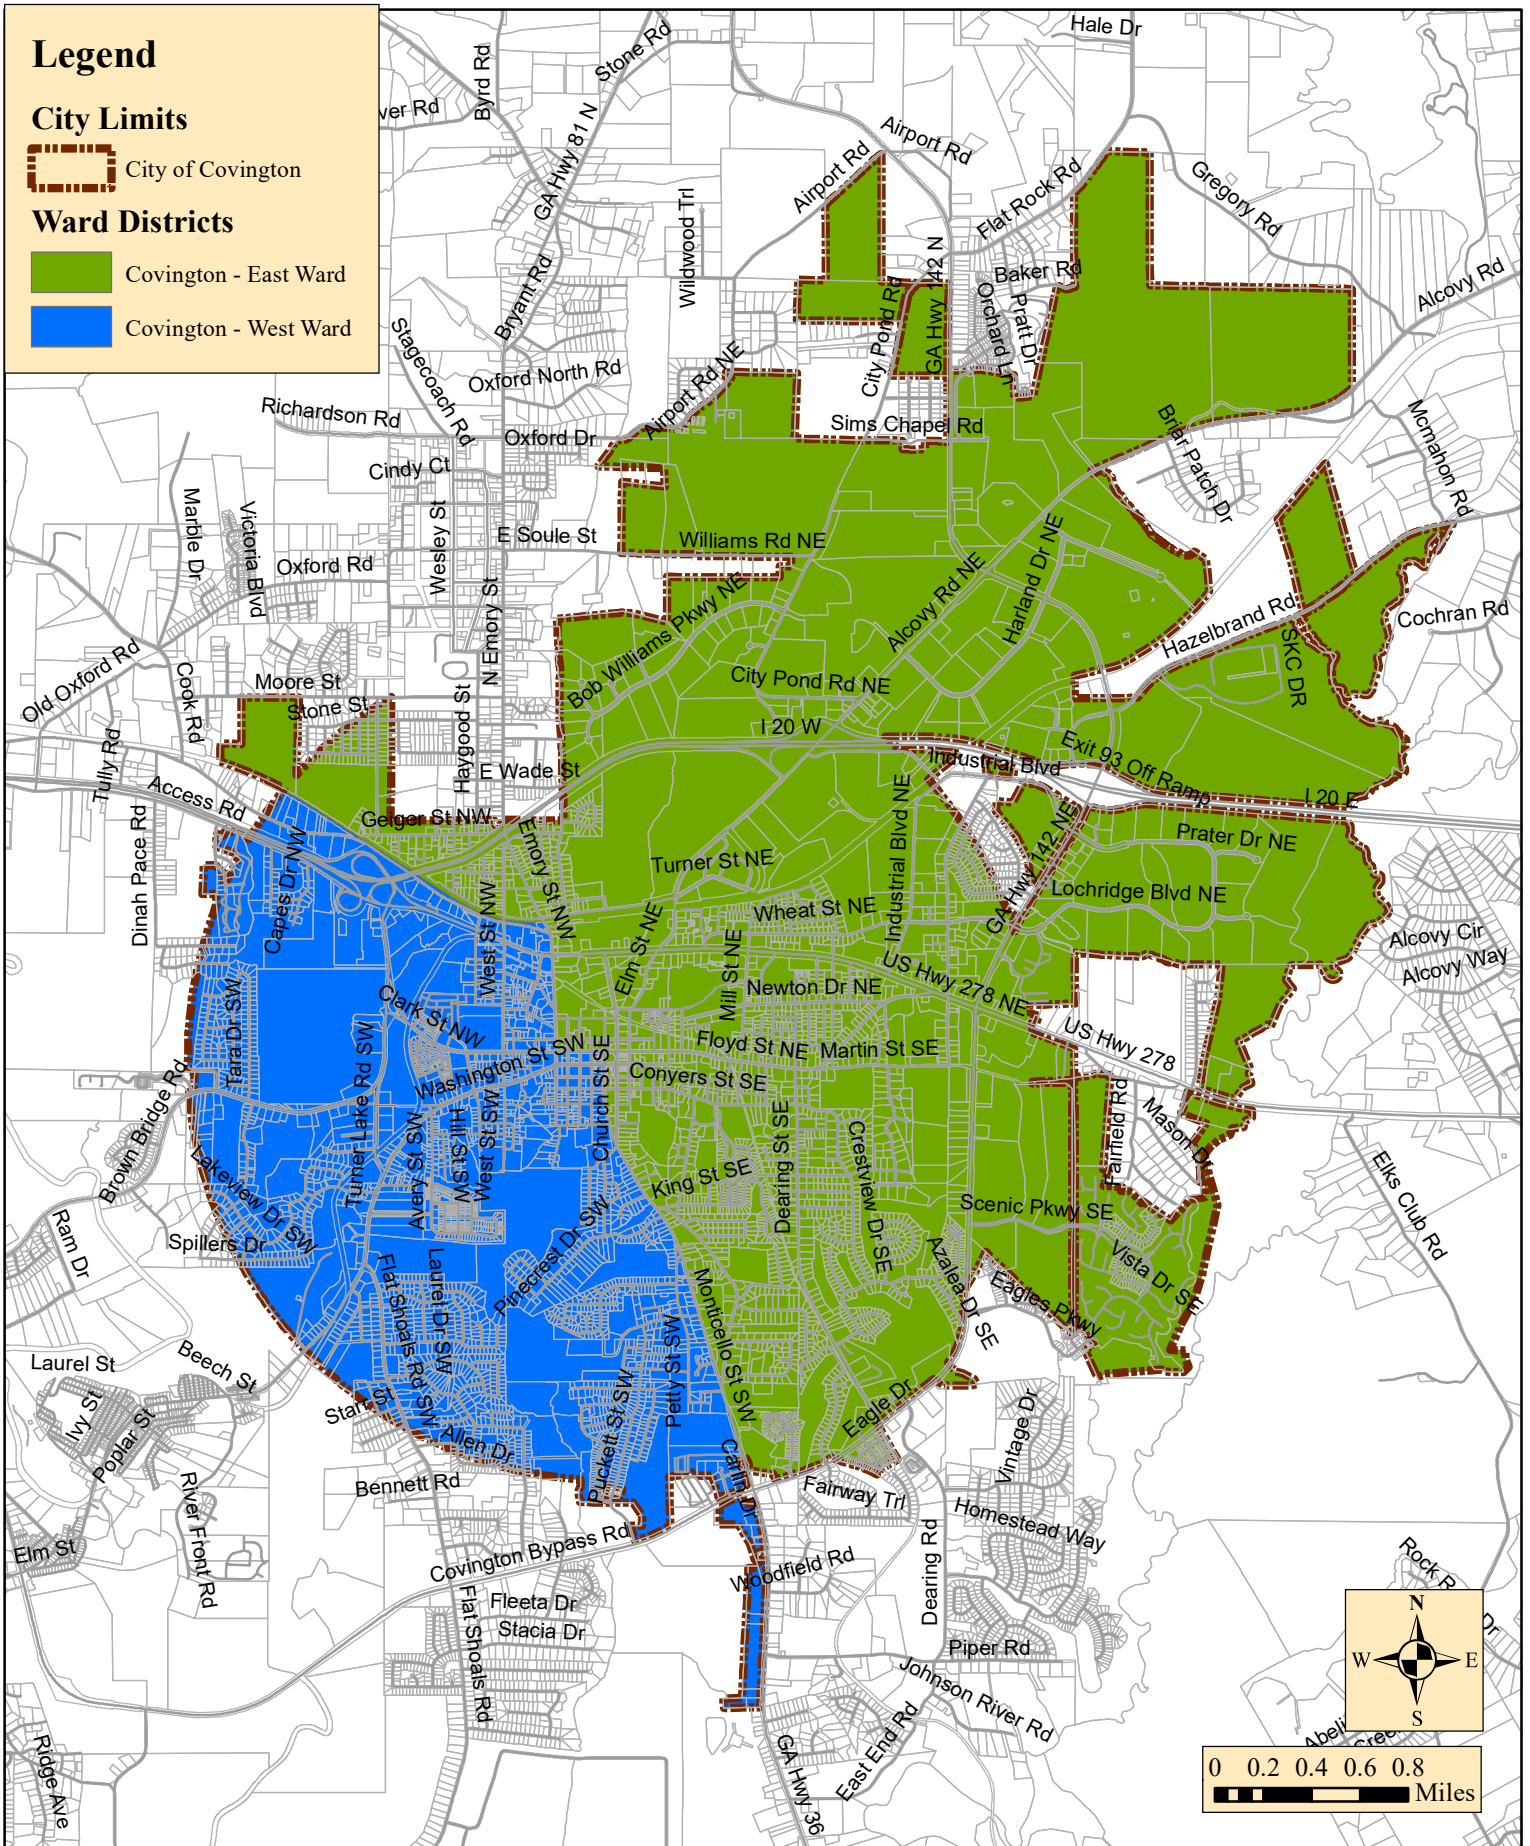 Legend
City Limits
City of Covington
Ward Districts
Covington - East Ward
Covington - West Ward
Hale Dr
Byrd Rd
Stone Rd
ver Rd
GA Hwy 81 N
Airport Rd
Airport Rd
Flat Rock Rd
Gregory Rd
Wildwood Trl
Bryant Rd
City Pond Rd
GA Hwy 142 N
Baker Rd
Orchard Ln
Pratt Dr
Alcovy Rd
Stagecoach Rd
Oxford North Rd
Airport Rd NE
Richardson Rd
Oxford Dr
Sims Chapel Rd
Briar Patch Dr
Mcmahon Rd
Cindy Ct
Marble Dr
Victoria Blvd
Wesley St
E Soule St
Williams Rd NE
Oxford Rd
N Emory St
Bob Williams Pkwy NE
Alcovy Rd NE
Harland Dr NE
Hazelbrand Rd
Cochran Rd
SKC DR
Old Oxford Rd
Cook Rd
Moore St
Stone St
Haygood St
City Pond Rd NE
I 20 W
Tully Rd
Access Rd
E Wade St
Industrial Blvd
Exit 93 Off Ramp
I 20 E
Geiger St NW
Dinah Pace Rd
Capes Dr NW
Emory St NW
West St NW
Turner St NE
Industrial Blvd NE
GA Hwy 142 NE
Prater Dr NE
Lochridge Blvd NE
Wheat St NE
Elm St NE
Mill St NE
US Hwy 278 NE
Newton Dr NE
Alcovy Cir
Alcovy Way
Tara Dr SW
Clark St NW
Turner Lake Rd SW
Washington St SW
Church St SE
Floyd St NE
Martin St SE
US Hwy 278
Conyers St SE
Brown Bridge Rd
Avery St SW
West St SW
Dearing St SE
Crestview Dr SE
Fairfield Rd
Mason Dr
Elks Club Rd
Lakeview Dr SW
King St SE
Scenic Pkwy SE
Ram Dr
Spillers Dr
Flat Shoals Rd SW
Laurel Dr SW
Pinecrest Dr SW
Monticello St SW
Azalea Dr SE
Eagles Pkwy
Vista Dr SE
Laurel St
Beech St
Ivy St
Poplar St
Start St
Allen Dr
Puckett St SW
Petty St SW
Eagle Dr
Vintage Dr
Bennett Rd
Carlin Dr
Fairway Trl
River Front Rd
Elm St
Covington Bypass Rd
Woodfield Rd
Dearing Rd
Homestead Way
Fleeta Dr
Stacia Dr
Flat Shoals Rd
Piper Rd
Johnson River Rd
East End Rd
GA Hwy 36
Ridge Ave
Rock R
Dr
N
W
E
S
0 0.2 0.4 0.6 0.8
Miles